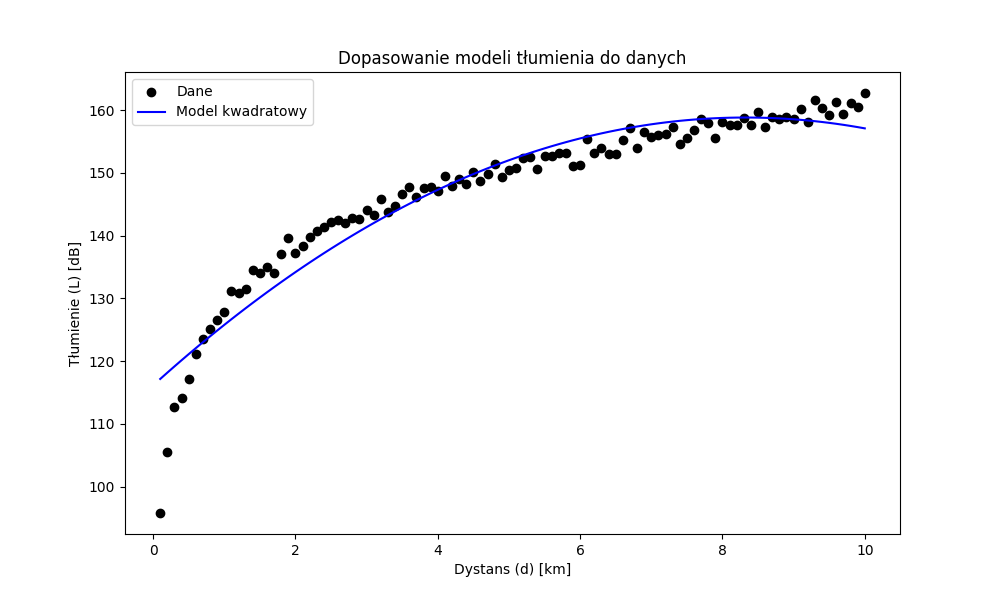 Dopasowanie modeli tłumienia do danych
Dane
Model kwadratowy
Tłumienie (L) [dB]
160
150
140
130
120
110
100
0
2
4
6
8
10
Dystans (d) [km]